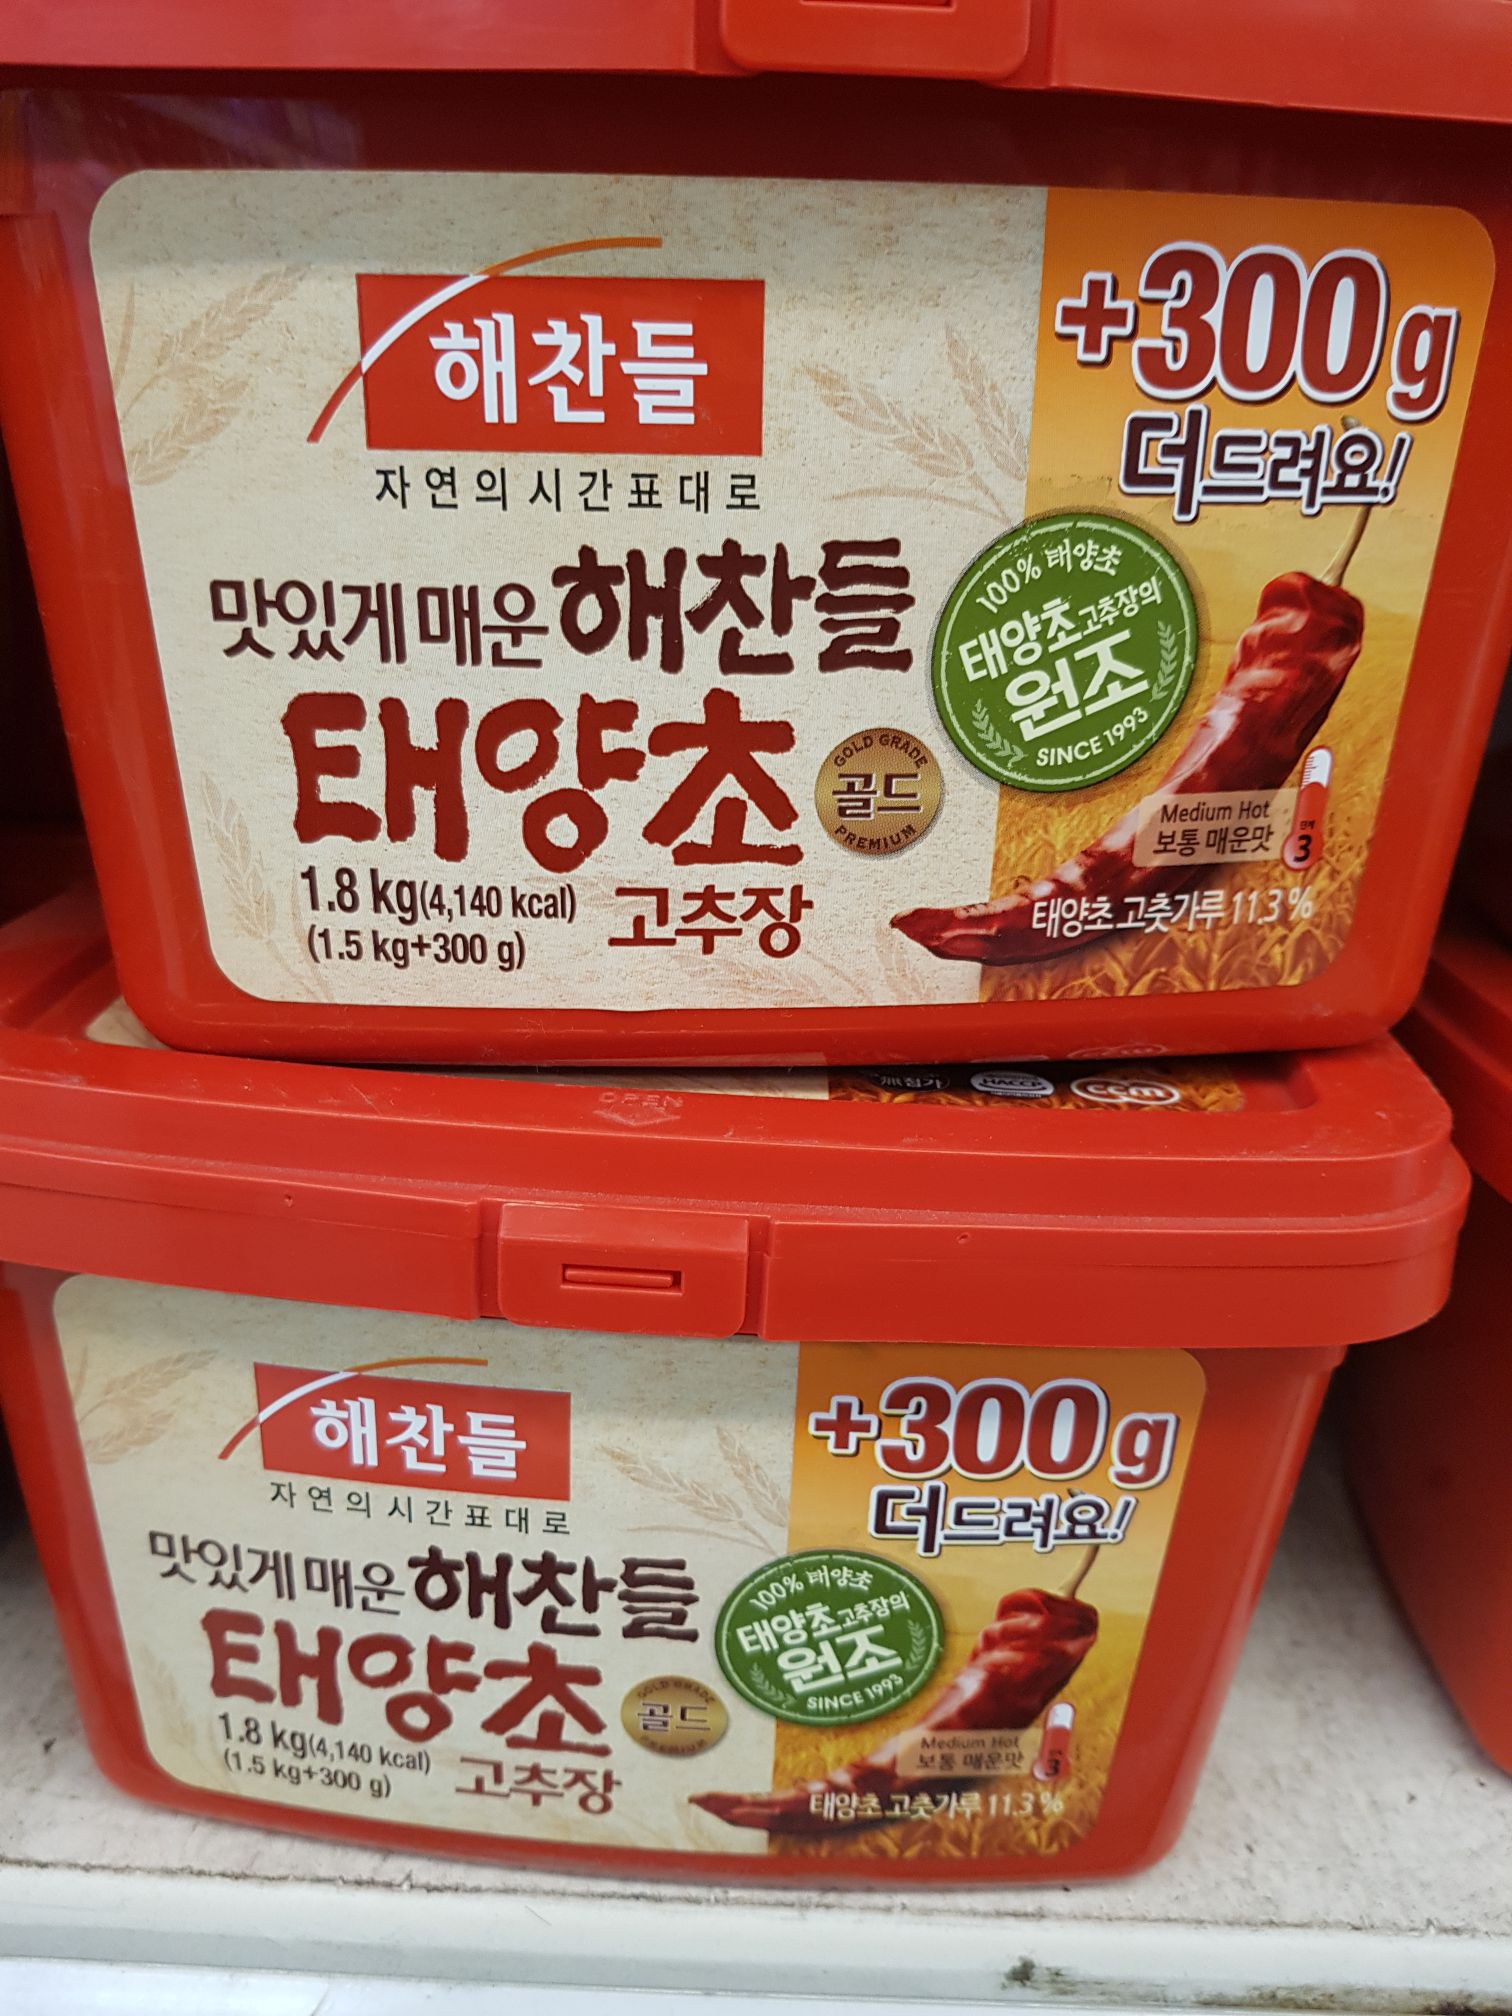 해찬들
자연의 시간표대로
+300 g
더드려요!
맛있게 매운 해찬들
태양초
고추장
GOLD GRADE
골드
PREMIUM
100% 태양초
태양초 고추장의
원조
SINCE 1993
1.8 kg(4,140 kcal)
(1.5 kg+300 g)
Medium Hot
보통 매운맛
3
태양초 고춧가루 11.3 %
HACCP
CCM
OPEN
해찬들
자연의 시간표대로
+300 g
더드려요!
맛있게 매운 해찬들
태양초
고추장
GOLD GRADE
골드
PREMIUM
100% 태양초
태양초 고추장의
원조
SINCE 1993
1.8 kg(4,140 kcal)
(1.5 kg+300 g)
Medium Hot
보통 매운맛
3
태양초 고춧가루 11.3 %